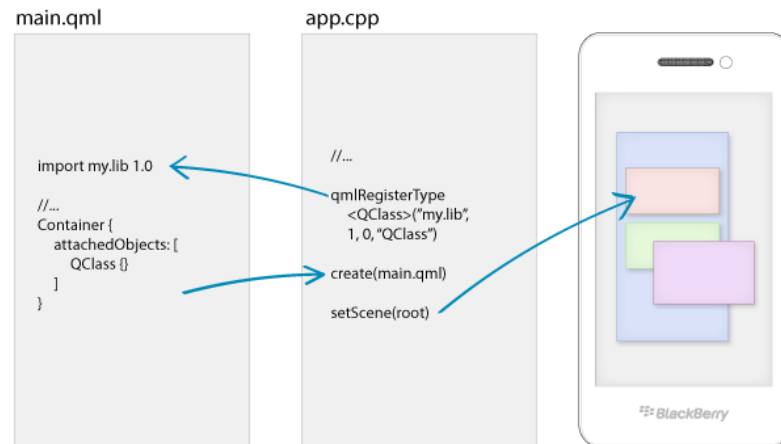 main.qml
import my.lib 1.0
//...
Container {
attachedObjects: [
QClass {}
]
}
app.cpp
//...
qmlRegisterType
<QClass>("my.lib",
1, 0, "QClass")
create(main.qml)
setScene(root)
BlackBerry